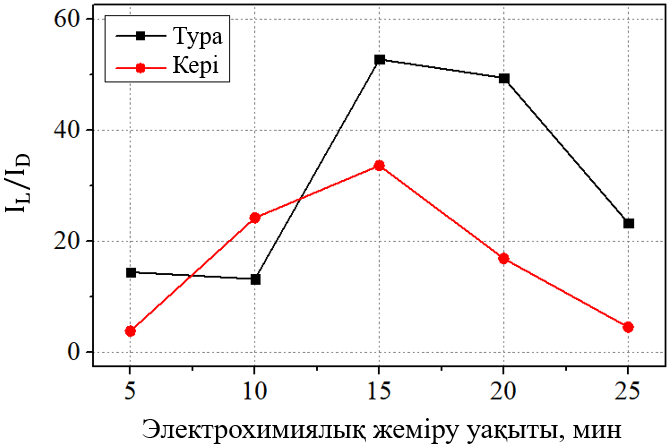 60
40
20
0
I_L/I_D
Тура
Кері
5 10 15 20 25
Электрохимиялық жеміру уақыты, мин